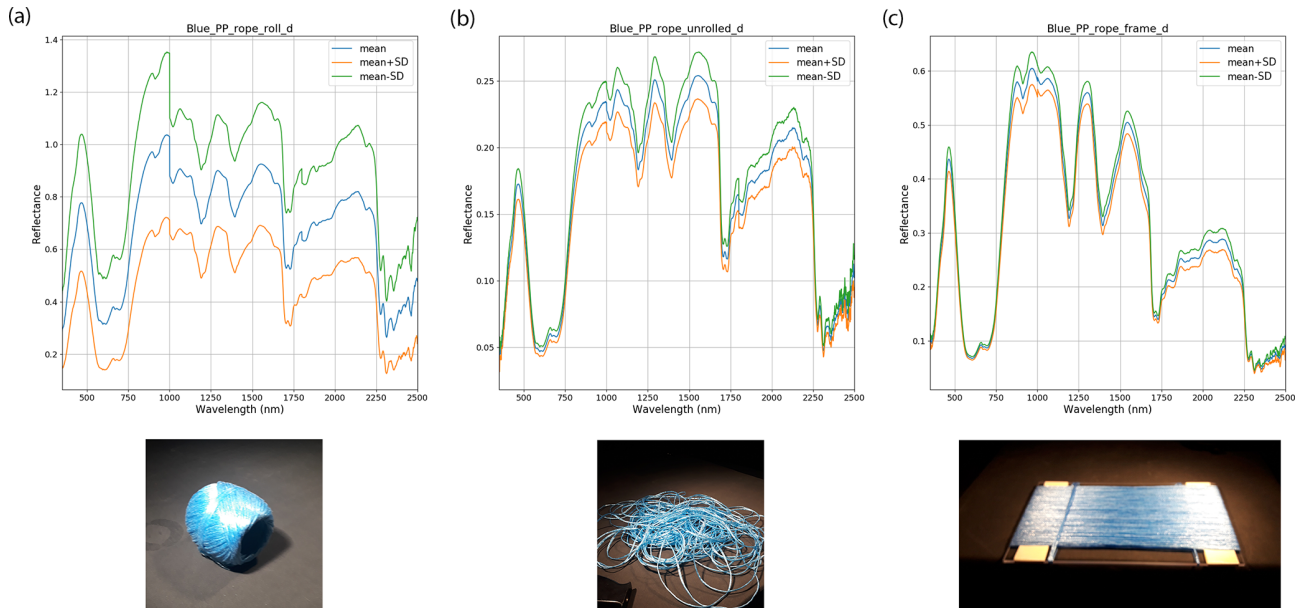 (a)
Blue_PP_rope_roll_d
mean
mean+SD
mean-SD
Reflectance
1.4
1.2
1.0
0.8
0.6
0.4
0.2
500 750 1000 1250 1500 1750 2000 2250 2500
Wavelength (nm)
(b)
Blue_PP_rope_unrolled_d
mean
mean+SD
mean-SD
Reflectance
0.25
0.20
0.15
0.10
0.05
500 750 1000 1250 1500 1750 2000 2250 2500
Wavelength (nm)
(c)
Blue_PP_rope_frame_d
mean
mean+SD
mean-SD
Reflectance
0.6
0.5
0.4
0.3
0.2
0.1
500 750 1000 1250 1500 1750 2000 2250 2500
Wavelength (nm)